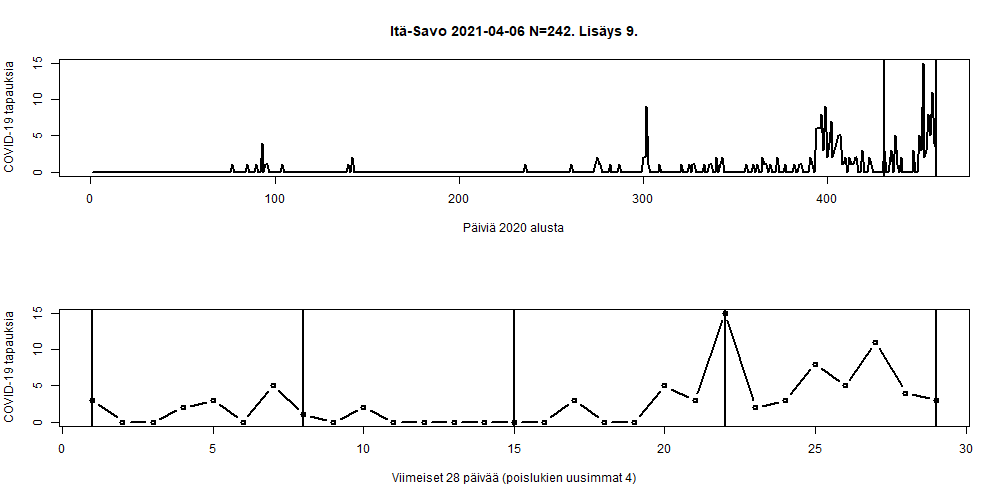 Itä-Savo 2021-04-06 N=242. Lisäys 9.
COVID-19 tapauksia
0 5 10 15
0 100 200 300 400
Päiviä 2020 alusta
COVID-19 tapauksia
0 5 10 15
0 5 10 15 20 25 30
Viimeiset 28 päivää (poislukien uusimmat 4)